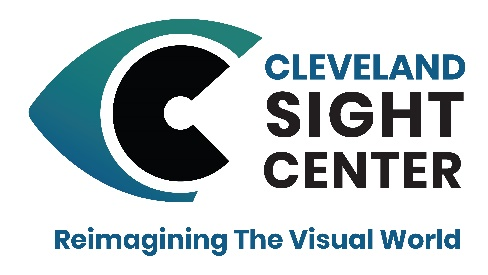 CLEVELAND
SIGHT
CENTER
Reimagining The Visual World